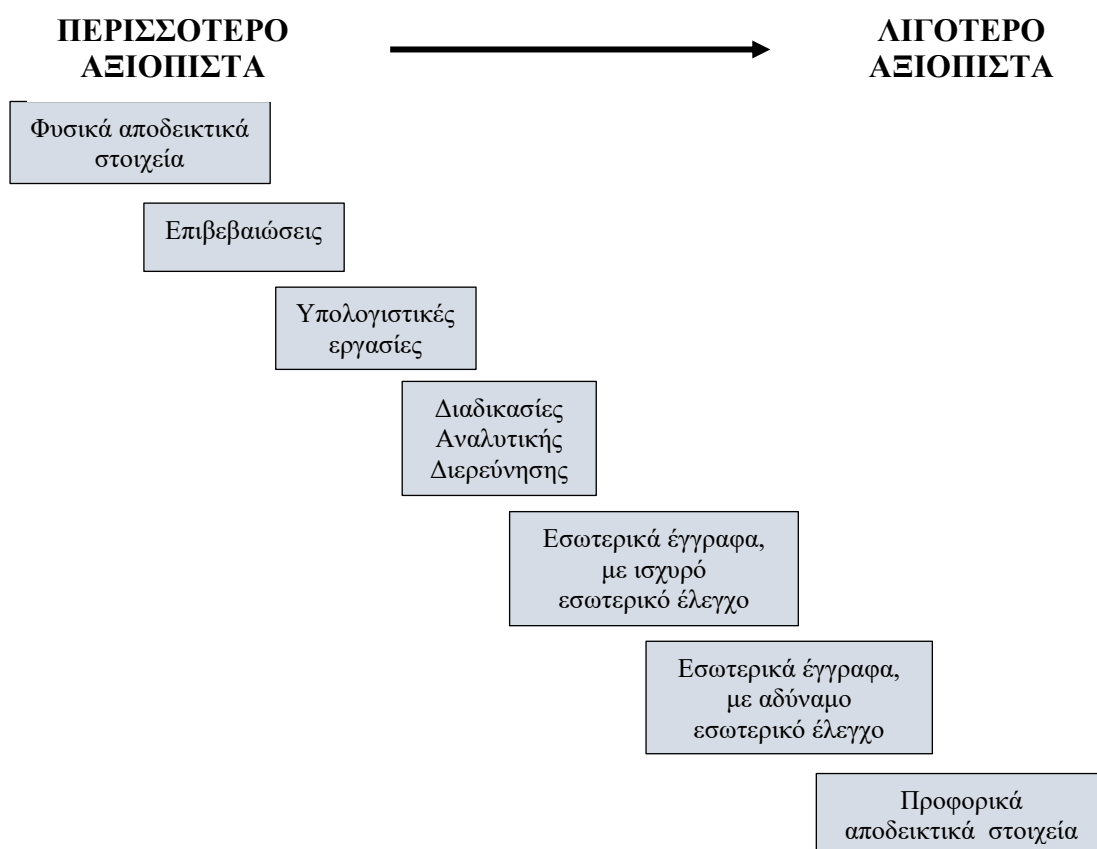 ΠΕΡΙΣΣΟΤΕΡΟ
ΑΞΙΟΠΙΣΤΑ
ΛΙΓΟΤΕΡΟ
ΑΞΙΟΠΙΣΤΑ
Φυσικά αποδεικτικά
στοιχεία
Επιβεβαιώσεις
Υπολογιστικές
εργασίες
Διαδικασίες
Αναλυτικής
Διερεύνησης
Εσωτερικά έγγραφα,
με ισχυρό
εσωτερικό έλεγχο
Εσωτερικά έγγραφα,
με αδύναμο
εσωτερικό έλεγχο
Προφορικά
αποδεικτικά στοιχεία